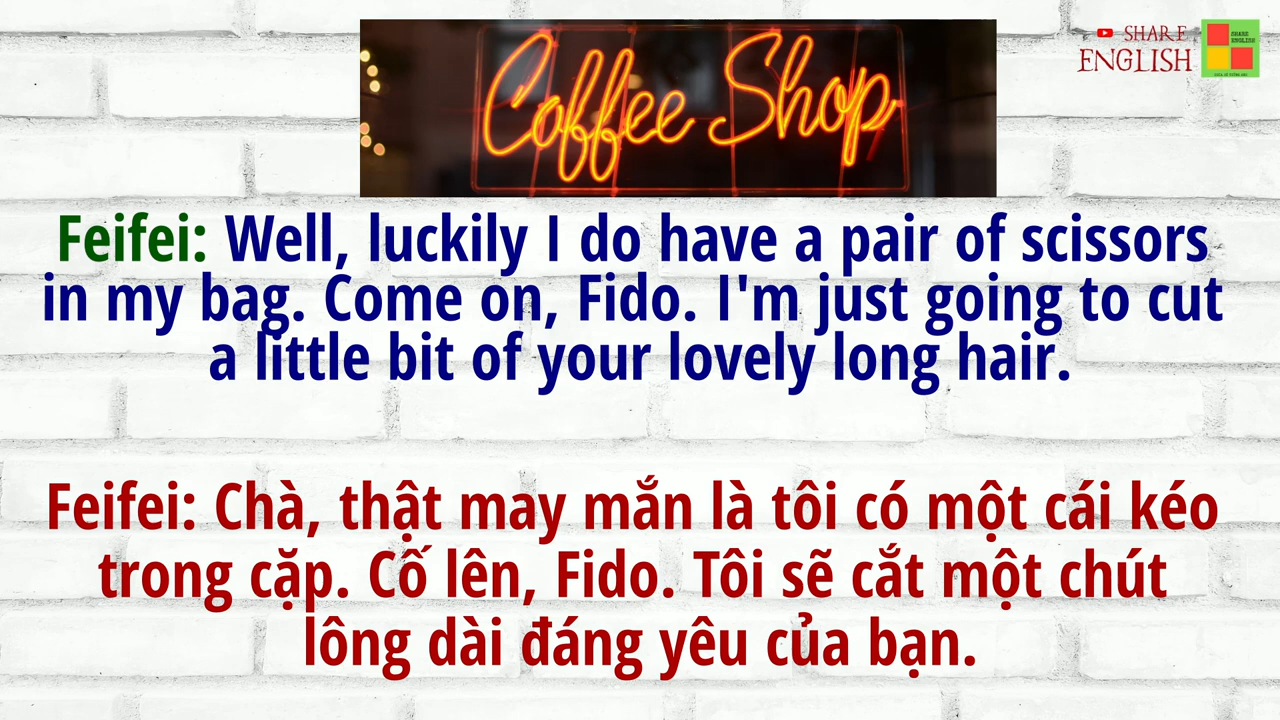 Coffee Shop
SHARE
ENGLISH
SHARE
ENGLISH
Feifei: Well, luckily I do have a pair of scissors
in my bag. Come on, Fido. I'm just going to cut
a little bit of your lovely long hair.
Feifei: Chà, thật may mắn là tôi có một cái kéo
trong cặp. Cố lên, Fido. Tôi sẽ cắt một chút
lông dài đáng yêu của bạn.